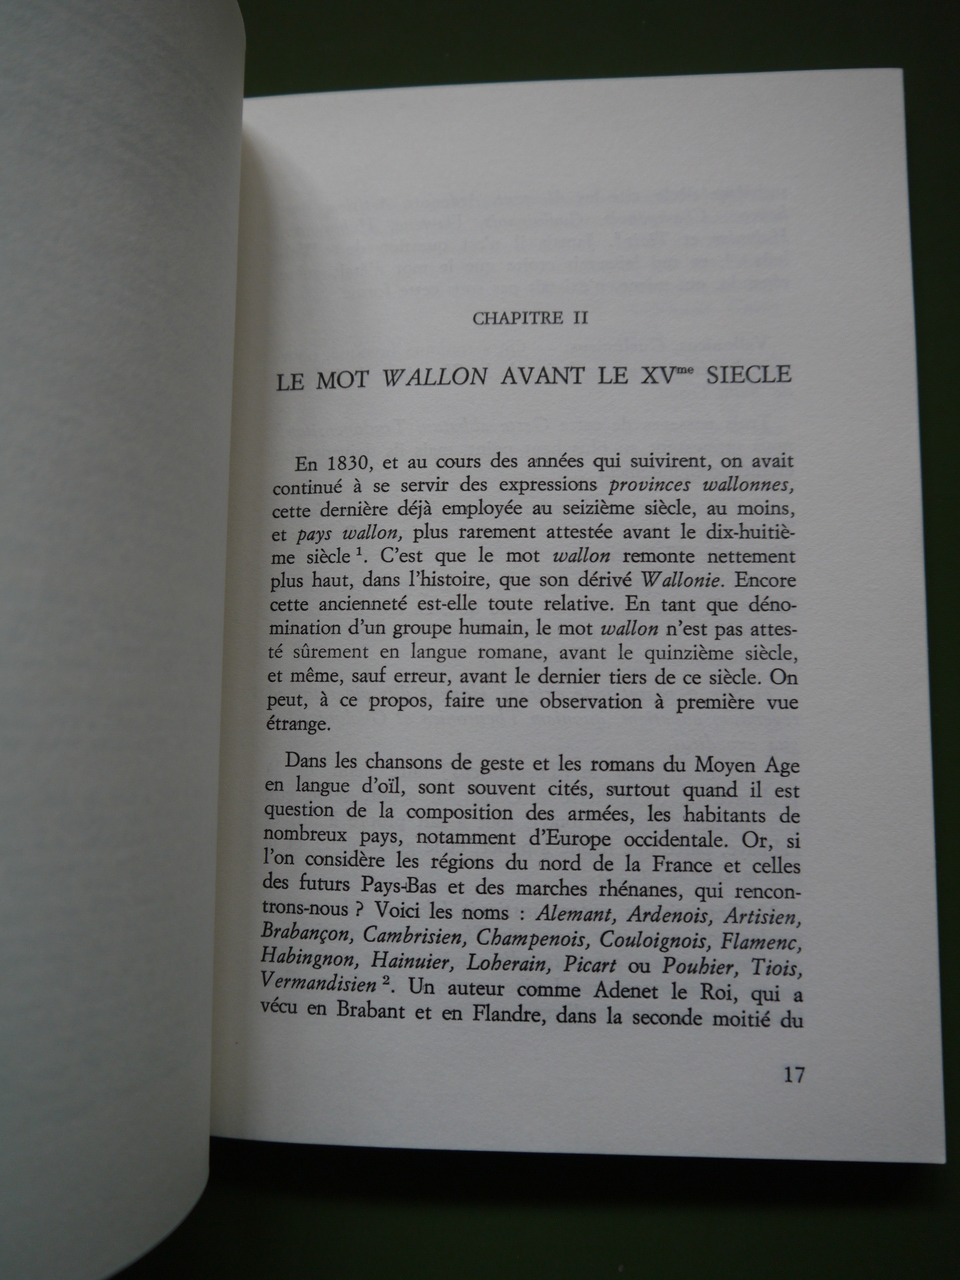 CHAPITRE II
LE MOT WALLON AVANT LE XVme SIECLE
En 1830, et au cours des années qui suivirent, on avait
continué à se servir des expressions provinces wallonnes,
cette dernière déjà employée au seizième siècle, au moins,
et pays wallon, plus rarement attestée avant le dix-huitiè-
me siècle 1. C'est que le mot wallon remonte nettement
plus haut, dans l'histoire, que son dérivé Wallonie. Encore
cette ancienneté est-elle toute relative. En tant que déno-
mination d'un groupe humain, le mot wallon n'est pas attes-
té sûrement en langue romane, avant le quinzième siècle,
et même, sauf erreur, avant le dernier tiers de ce siècle. On
peut, à ce propos, faire une observation à première vue
étrange.
Dans les chansons de geste et les romans du Moyen Age
en langue d'oïl, sont souvent cités, surtout quand il est
question de la composition des armées, les habitants de
nombreux pays, notamment d'Europe occidentale. Or, si
l'on considère les régions du nord de la France et celles
des futurs Pays-Bas et des marches rhénanes, qui rencon-
trons-nous ? Voici les noms : Alemant, Ardenois, Artisien,
Brabançon, Cambrisien, Champenois, Couloignois, Flamenc,
Habingnon, Hainuier, Loherain, Picart ou Pouhier, Tiois,
Vermandisien 2. Un auteur comme Adenet le Roi, qui a
vécu en Brabant et en Flandre, dans la seconde moitié du
17